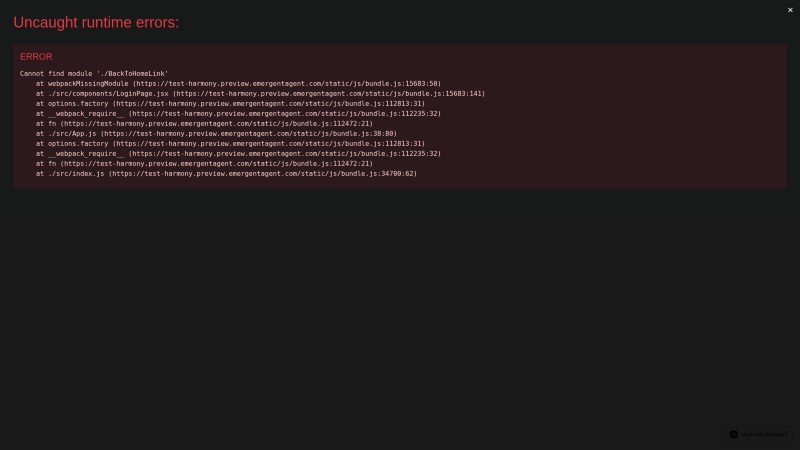 Uncaught runtime errors:
×
ERROR
Cannot find module './BackToHomeLink'
at webpackMissingModule (https://test-harmony.preview.emergentagent.com/static/js/bundle.js:15683:50)
at ./src/components/LoginPage.jsx (https://test-harmony.preview.emergentagent.com/static/js/bundle.js:15683:141)
at options.factory (https://test-harmony.preview.emergentagent.com/static/js/bundle.js:112813:31)
at __webpack_require__ (https://test-harmony.preview.emergentagent.com/static/js/bundle.js:112235:32)
at fn (https://test-harmony.preview.emergentagent.com/static/js/bundle.js:112472:21)
at ./src/App.js (https://test-harmony.preview.emergentagent.com/static/js/bundle.js:38:80)
at options.factory (https://test-harmony.preview.emergentagent.com/static/js/bundle.js:112813:31)
at __webpack_require__ (https://test-harmony.preview.emergentagent.com/static/js/bundle.js:112235:32)
at fn (https://test-harmony.preview.emergentagent.com/static/js/bundle.js:112472:21)
at ./src/index.js (https://test-harmony.preview.emergentagent.com/static/js/bundle.js:34700:62)